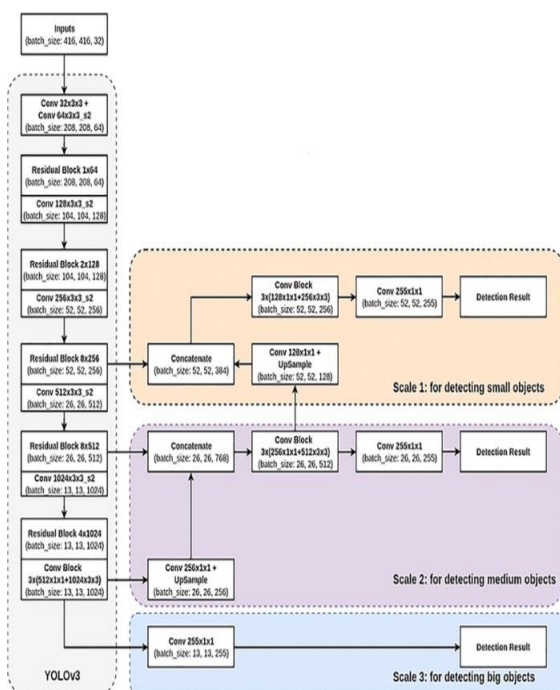 Inputs
(batch_size: 416, 416, 32)
Conv 32x3x3 +
Conv 64x3x3_s2
(batch_size: 208, 208, 64)
Residual Block 1x64
(batch_size: 208, 208, 64)
Conv 128x3x3_s2
(batch_size: 104, 104, 128)
Residual Block 2x128
(batch_size: 104, 104, 128)
Conv 256x3x3_s2
(batch_size: 52, 52, 256)
Residual Block 8x256
(batch_size: 52, 52, 256)
Conv 512x3x3_s2
(batch_size: 26, 26, 512)
Residual Block 8x512
(batch_size: 26, 26, 512)
Conv 1024x3x3_s2
(batch_size: 13, 13, 1024)
Residual Block 4x1024
(batch_size: 13, 13, 1024)
Conv Block
3x(512x1x1+1024x3x3)
(batch_size: 13, 13, 1024)
YOLOv3
Conv Block
3x(128x1x1+256x3x3)
(batch_size: 52, 52, 256)
Conv 255x1x1
(batch_size: 52, 52, 255)
Detection Result
Concatenate
(batch_size: 52, 52, 384)
Conv 128x1x1 +
UpSample
(batch_size: 52, 52, 128)
Scale 1: for detecting small objects
Concatenate
(batch_size: 26, 26, 768)
Conv Block
3x(256x1x1+512x3x3)
(batch_size: 26, 26, 512)
Conv 255x1x1
(batch_size: 26, 26, 255)
Detection Result
Conv 256x1x1 +
UpSample
(batch_size: 26, 26, 256)
Scale 2: for detecting medium objects
Conv 255x1x1
(batch_size: 13, 13, 255)
Detection Result
Scale 3: for detecting big objects